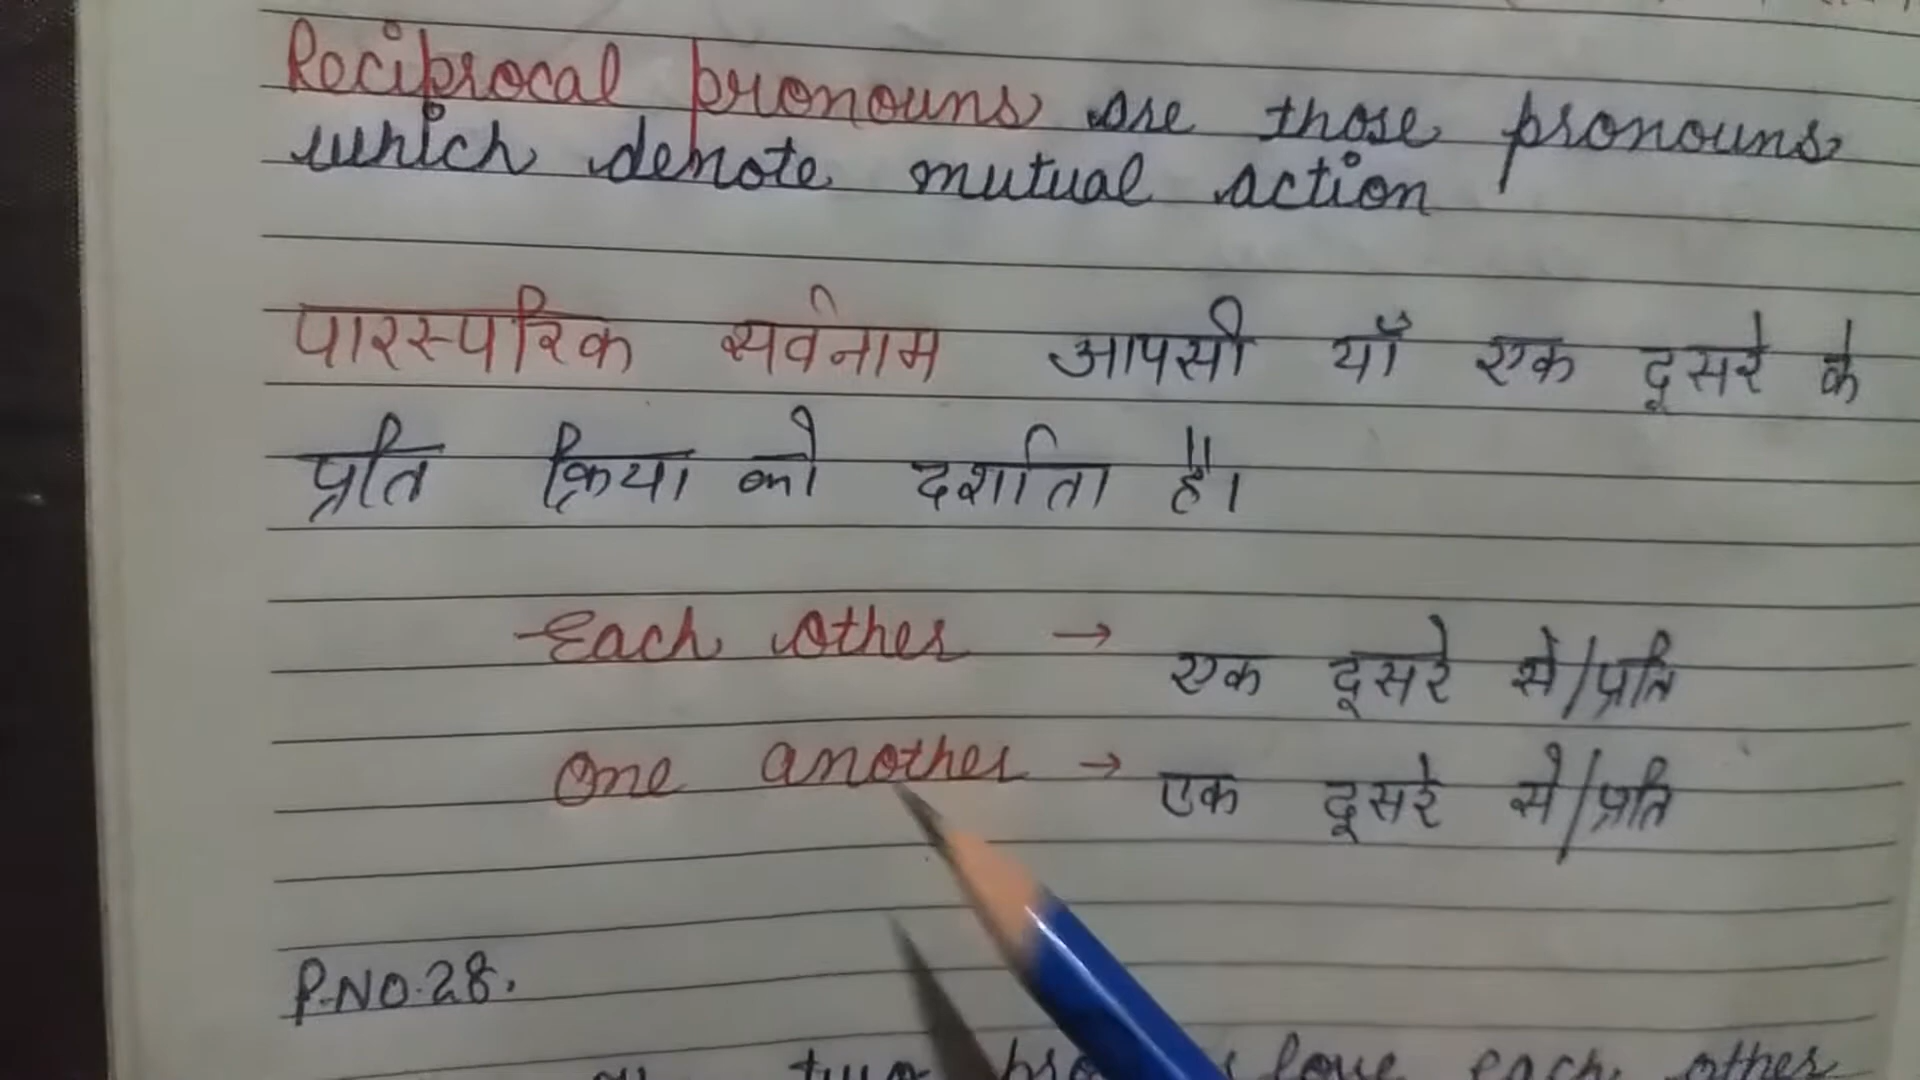 Reciprocal pronouns are those pronouns
which denote mutual action
पारस्परिक सर्वनाम आपसी याँ एक दूसरे के
प्रति क्रिया को दर्शाता है।
Each other → एक दूसरे से/प्रति
One another → एक दूसरे से/प्रति
P.NO.28.
two love each other